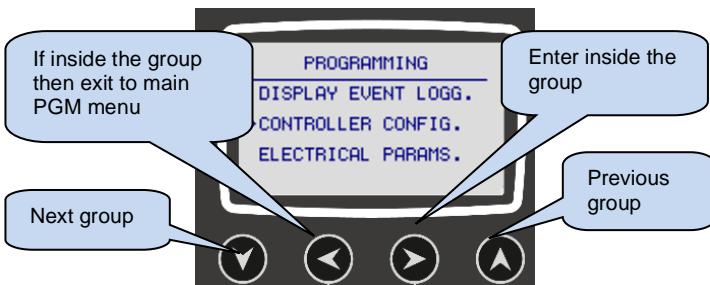 If inside the group
then exit to main
PGM menu
Enter inside the
group
PROGRAMMING
DISPLAY EVENT LOGG.
CONTROLLER CONFIG.
ELECTRICAL PARAMS.
Next group
Previous
group